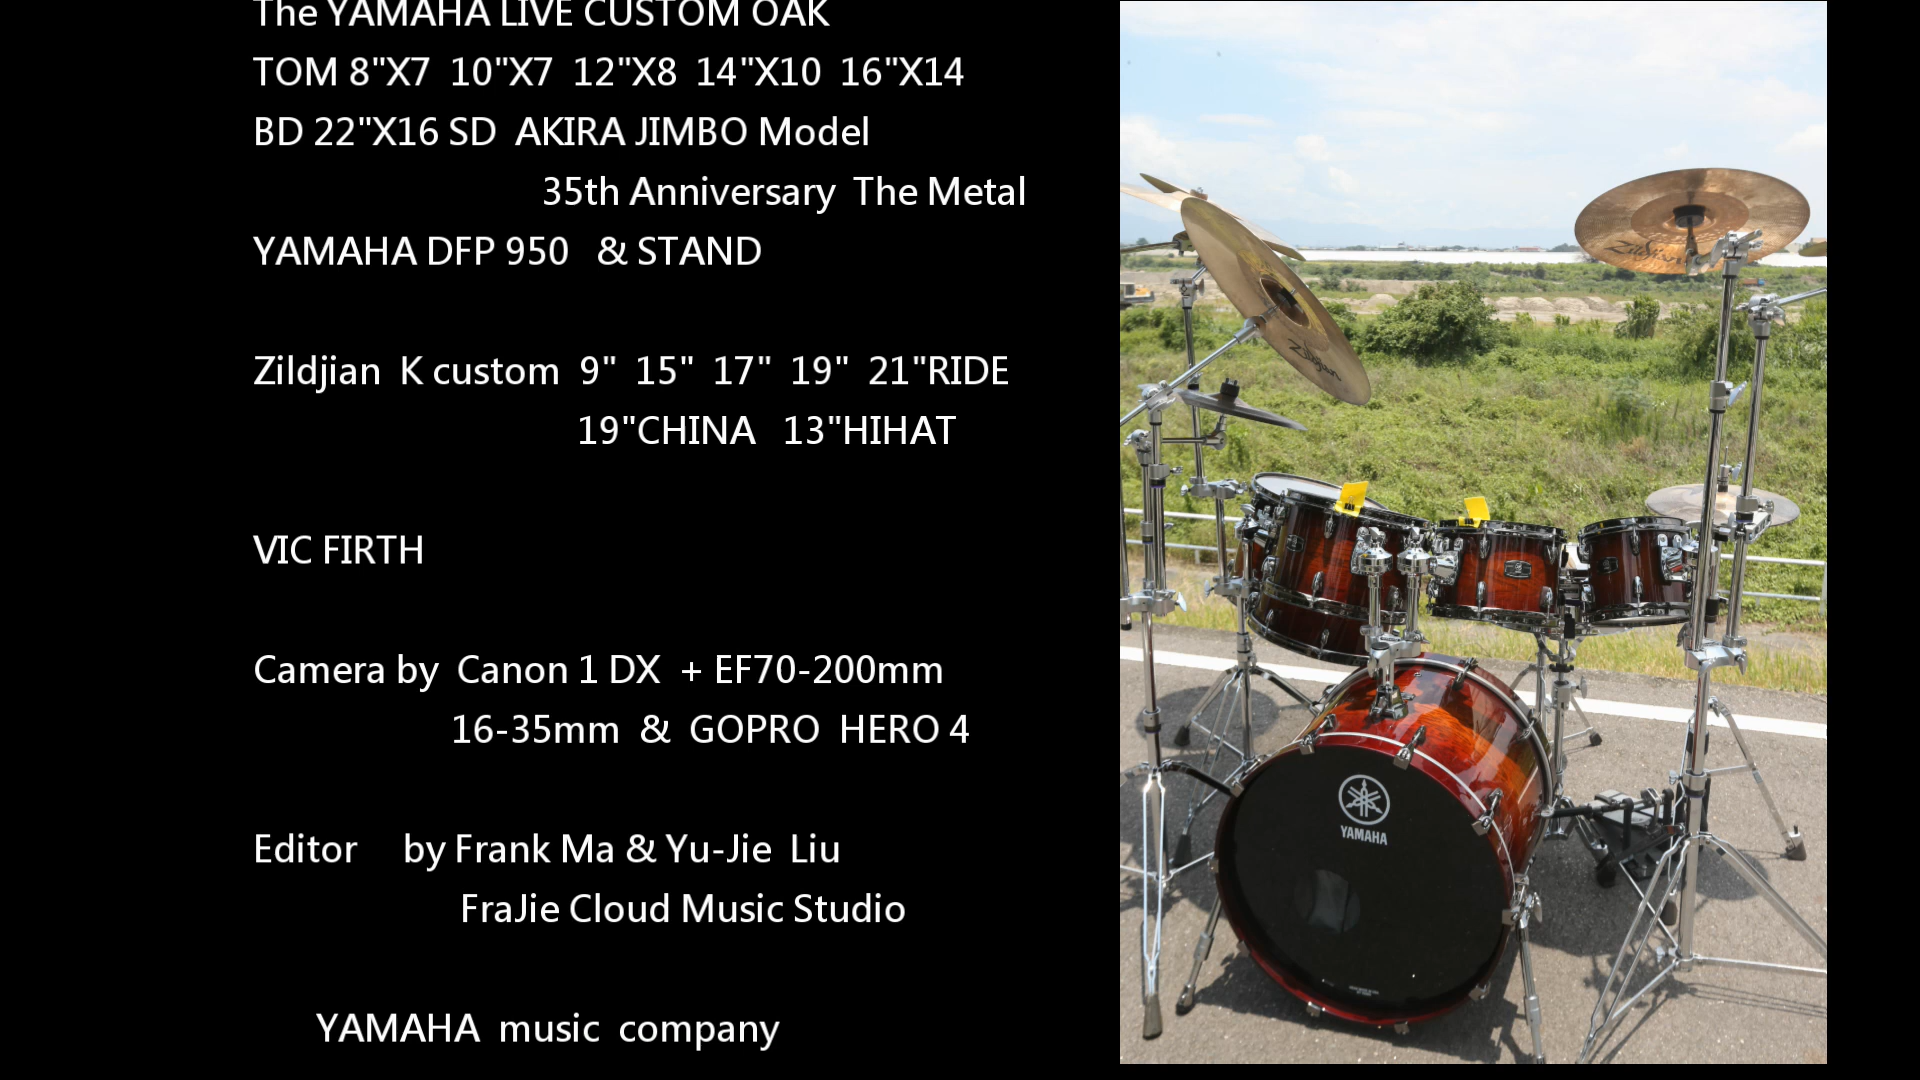 The YAMAHA LIVE CUSTOM OAK
TOM 8"X7 10"X7 12"X8 14"X10 16"X14
BD 22"X16 SD AKIRA JIMBO Model
35th Anniversary The Metal
YAMAHA DFP 950 & STAND
Zildjian K custom 9" 15" 17" 19" 21"RIDE
19"CHINA 13"HIHAT
VIC FIRTH
Camera by Canon 1 DX + EF70-200mm
16-35mm & GOPRO HERO 4
Editor by Frank Ma & Yu-Jie Liu
FraJie Cloud Music Studio
YAMAHA music company
Zildjian
Zildjian
YAMAHA